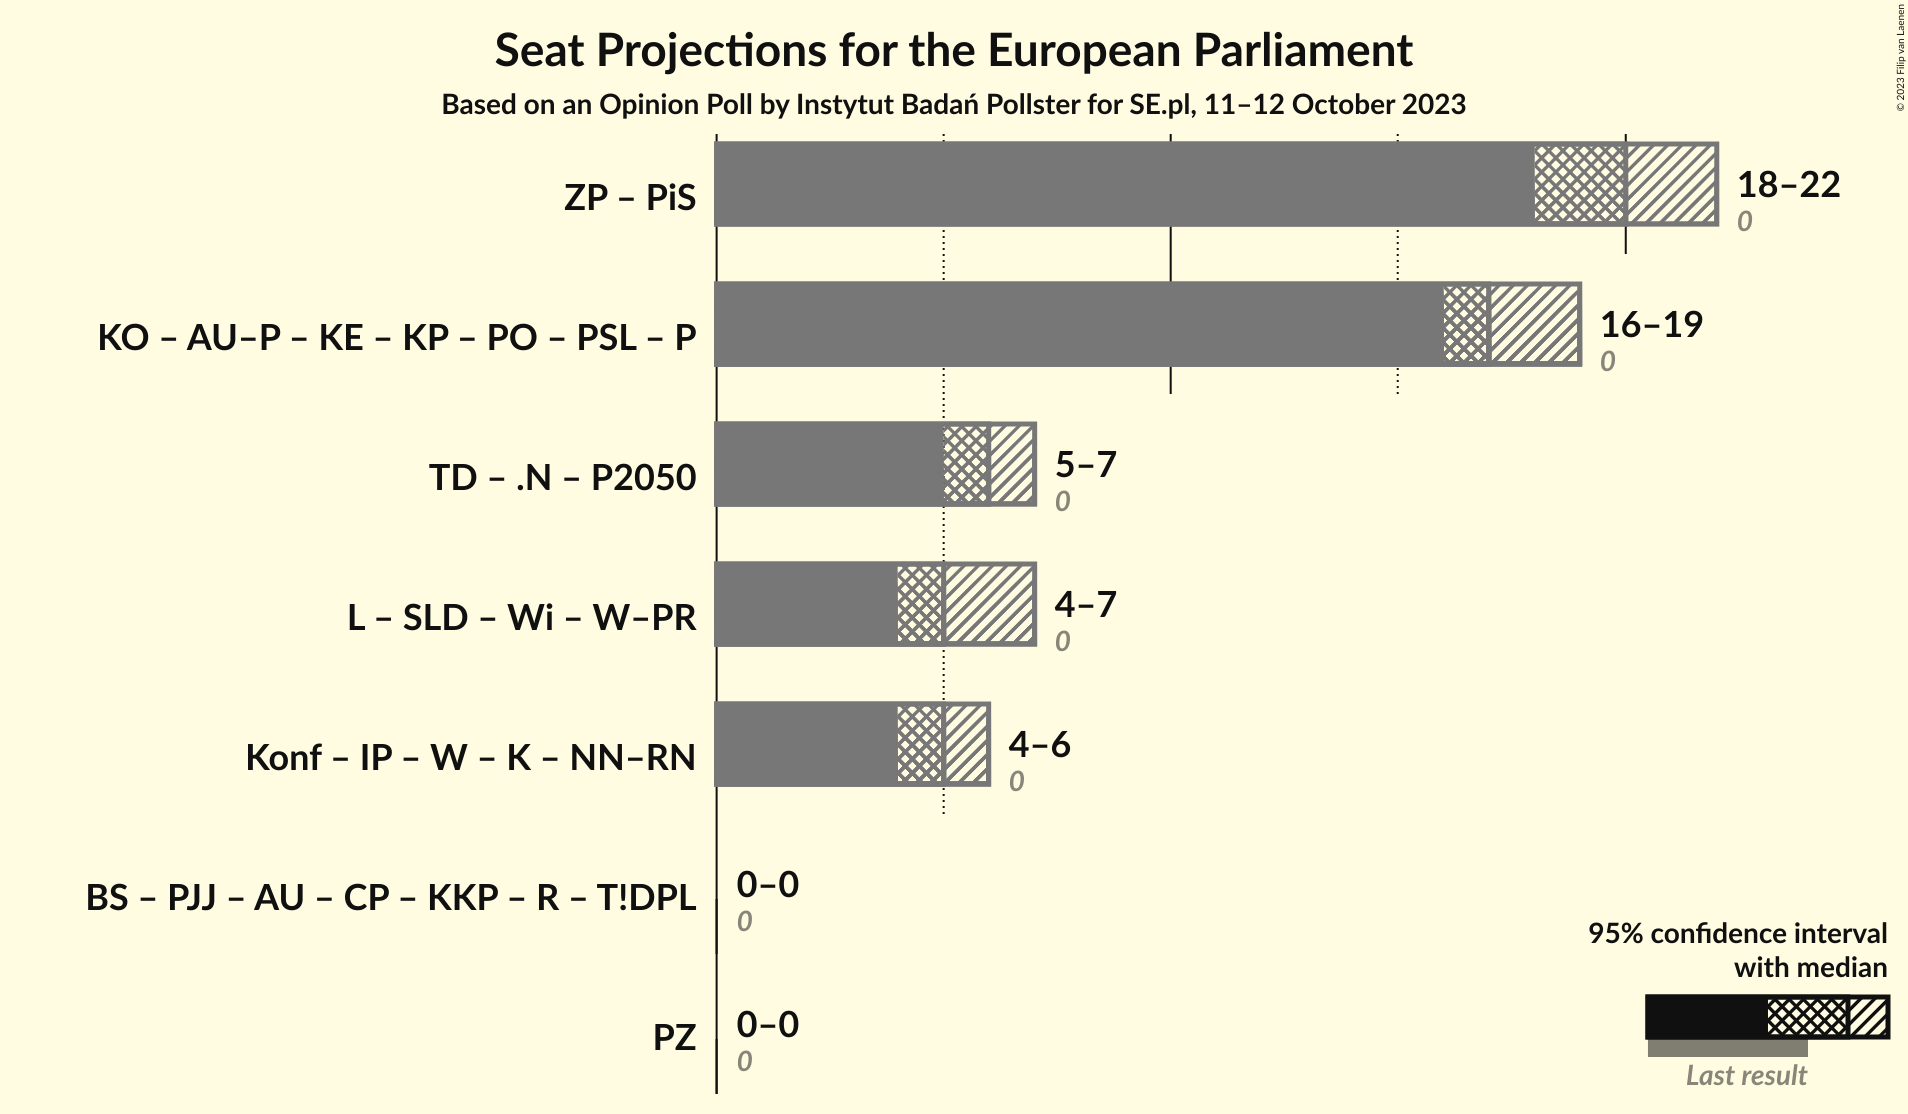 Seat Projections for the European Parliament
Based on an Opinion Poll by Instytut Badań Pollster for SE.pl, 11–12 October 2023
© 2023 Filip van Laenen
ZP – PiS
18–22
0
KO – AU–P – KE – KP – PO – PSL – P
16–19
0
TD – .N – P2050
5–7
0
L – SLD – Wi – W–PR
4–7
0
Konf – IP – W – K – NN–RN
4–6
0
BS – PJJ – AU – CP – KKP – R – T!DPL
0–0
0
PZ
0–0
0
95% confidence interval
with median
Last result